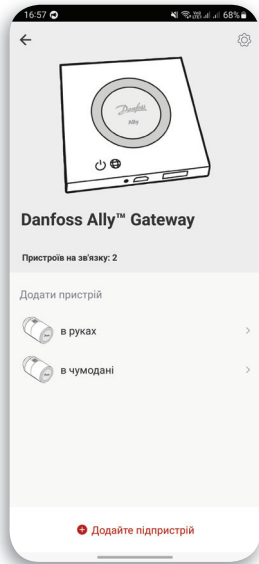 16:57
68%
Danfoss
Ally
Danfoss Ally™ Gateway
Пристроїв на зв'язку: 2
Додати пристрій
в руках
в чумодані
Додайте підпристрій